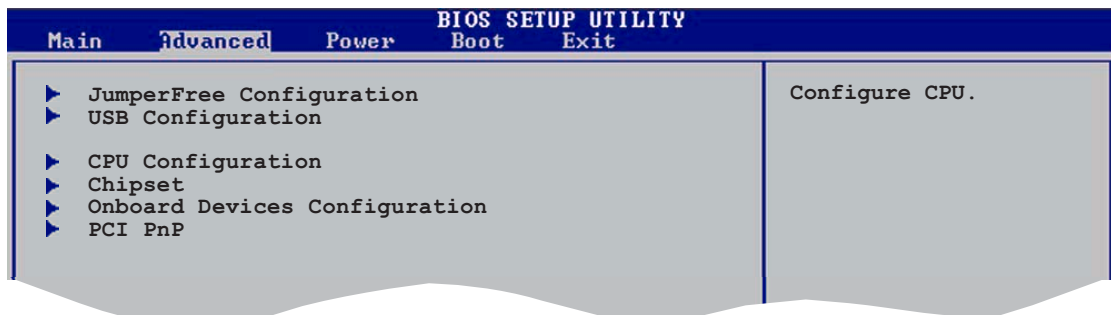 BIOS SETUP UTILITY
Main Advanced Power Boot Exit
JumperFree Configuration
USB Configuration
CPU Configuration
Chipset
Onboard Devices Configuration
PCI PnP
Configure CPU.